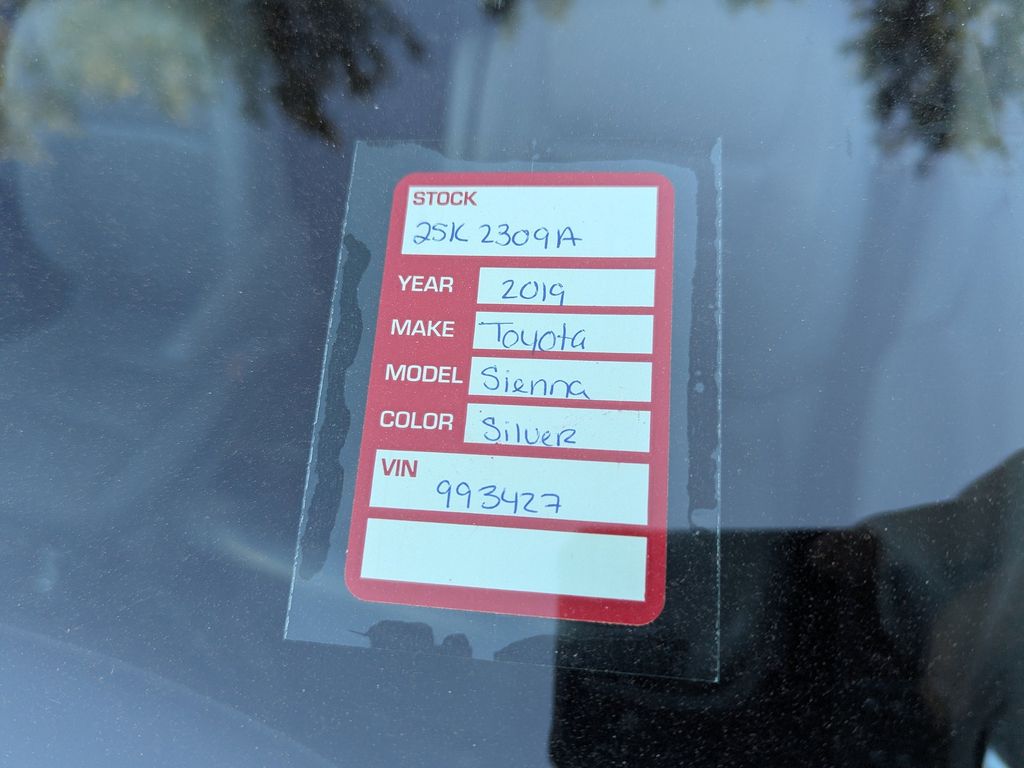 STOCK
25K 2309A
YEAR 2019
MAKE Toyota
MODEL Sienna
COLOR Silver
VIN
993427